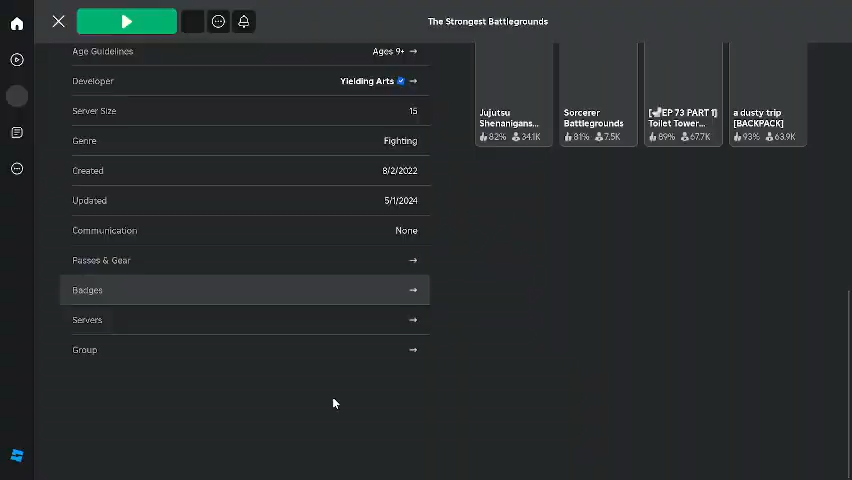 The Strongest Battlegrounds
Age Guidelines
Ages 9+
Developer
Yielding Arts
Server Size
15
Genre
Fighting
Created
8/2/2022
Updated
5/1/2024
Communication
None
Passes & Gear
Badges
Servers
Group
Jujutsu
Shenanigans...
82% 34.1K
Sorcerer
Battlegrounds
81% 7.5K
[🚽EP 73 PART 1]
Toilet Tower...
89% 67.7K
a dusty trip
[BACKPACK]
93% 63.9K